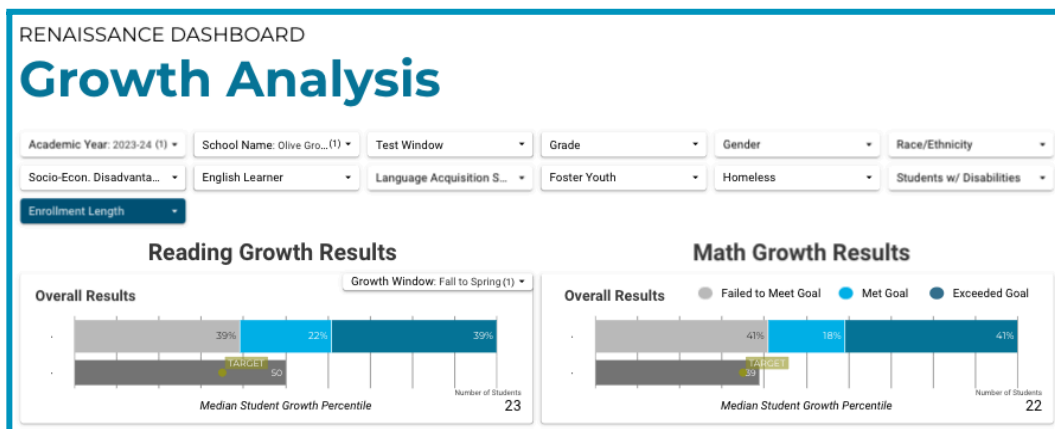 RENAISSANCE DASHBOARD
Growth Analysis
Academic Year: 2023-24 (1)
School Name: Olive Gro... (1)
Test Window
Grade
Gender
Race/Ethnicity
Socio-Econ. Disadvanta...
English Learner
Language Acquisition S...
Foster Youth
Homeless
Students w/ Disabilities
Enrollment Length
Reading Growth Results
Growth Window: Fall to Spring (1)
Overall Results
39% 22% 39%
TARGET
50
Number of Students
Median Student Growth Percentile
23
Math Growth Results
Overall Results
Failed to Meet Goal
Met Goal
Exceeded Goal
41% 18% 41%
TARGET
39
Number of Students
Median Student Growth Percentile
22